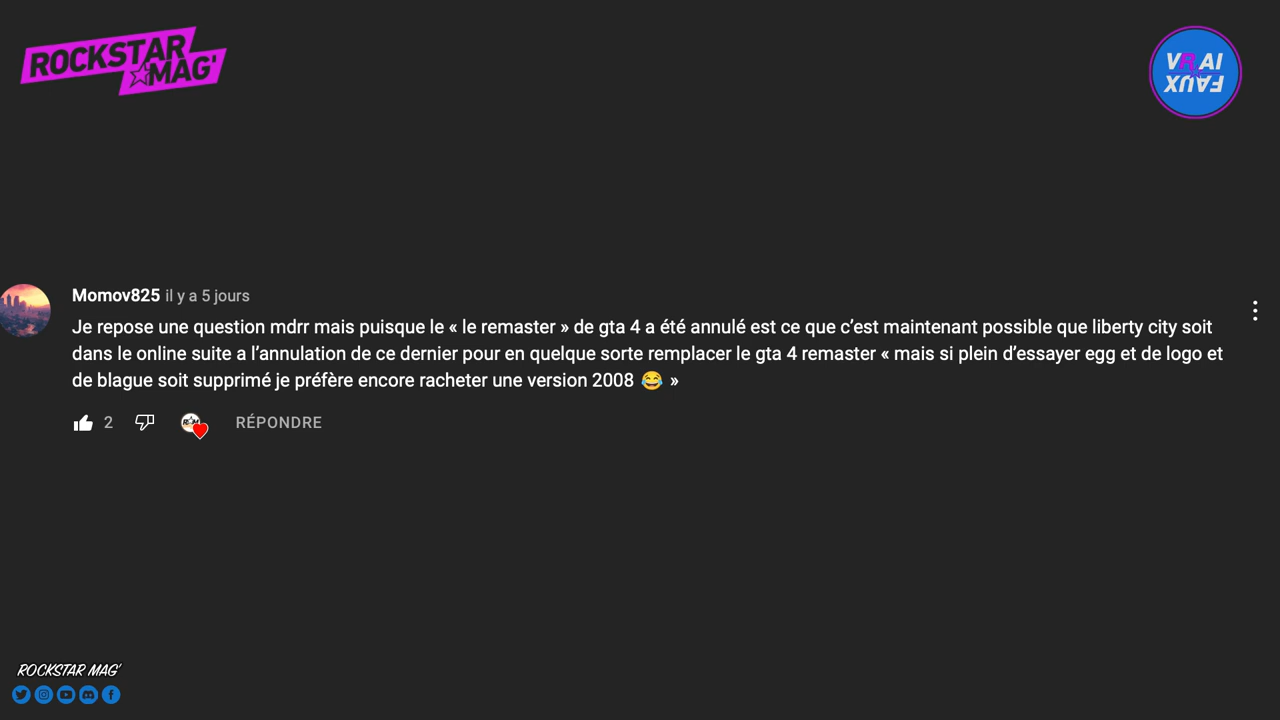 ROCKSTAR
MAG'
VRAI
FAUX
Momov825 il y a 5 jours
Je repose une question mdrr mais puisque le « le remaster » de gta 4 a été annulé est ce que c’est maintenant possible que liberty city soit
dans le online suite a l’annulation de ce dernier pour en quelque sorte remplacer le gta 4 remaster « mais si plein d’essayer egg et de logo et
de blague soit supprimé je préfère encore racheter une version 2008 😂 »
2
RÉPONDRE
ROCKSTAR MAG'